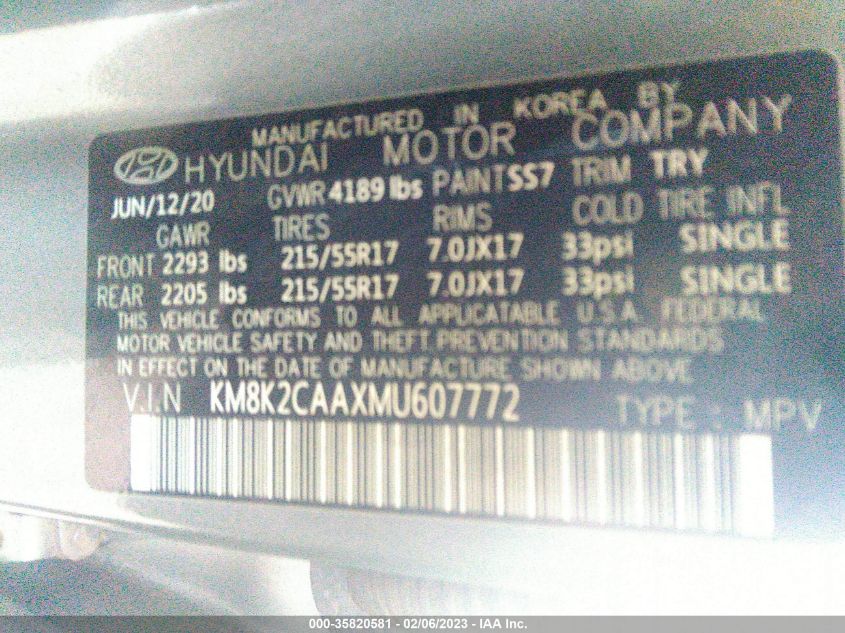 MANUFACTURED IN KOREA BY
HYUNDAI MOTOR COMPANY
JUN/12/20 GVWR 4189 lbs PAINT SS7 TRIM TRY
GAWR TIRES RIMS COLD TIRE INFL
FRONT 2293 lbs 215/55R17 7.0JX17 33psi SINGLE
REAR 2205 lbs 215/55R17 7.0JX17 33psi SINGLE
THIS VEHICLE CONFORMS TO ALL APPLICATABLE U.S.A. FEDERAL
MOTOR VEHICLE SAFETY AND THEFT PREVENTION STANDARDS
IN EFFECT ON THE DATE OF MANUFACTURE SHOWN ABOVE
V.I.N KM8K2CAAXMU607772 TYPE : MPV
000-35820581 - 02/06/2023 - IAA Inc.